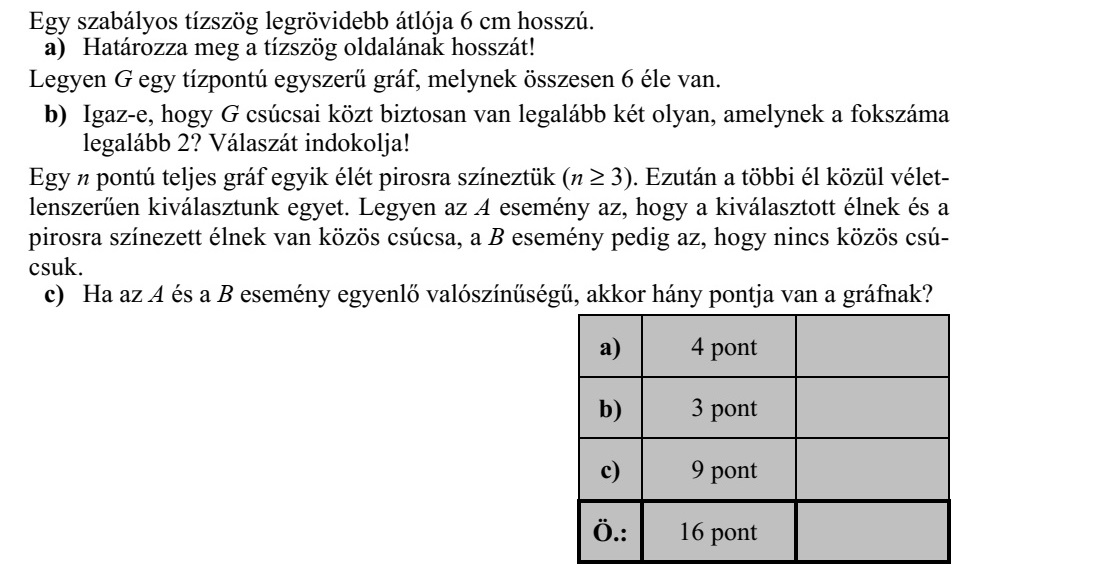 Egy szabályos tízszög legrövidebb átlója 6 cm hosszú.
a) Határozza meg a tízszög oldalának hosszát!
Legyen G egy tízpontú egyszerű gráf, melynek összesen 6 éle van.
b) Igaz-e, hogy G csúcsai közt biztosan van legalább két olyan, amelynek a fokszáma
legalább 2? Válaszát indokolja!
Egy n pontú teljes gráf egyik élét pirosra színeztük (n ≥ 3). Ezután a többi él közül vélet-
lenszerűen kiválasztunk egyet. Legyen az A esemény az, hogy a kiválasztott élnek és a
pirosra színezett élnek van közös csúcsa, a B esemény pedig az, hogy nincs közös csú-
csuk.
c) Ha az A és a B esemény egyenlő valószínűségű, akkor hány pontja van a gráfnak?
a) 4 pont
b) 3 pont
c) 9 pont
Ö.: 16 pont